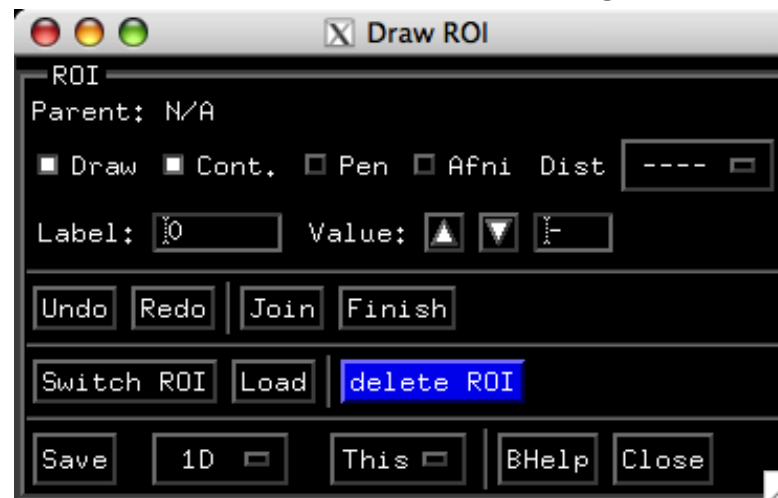 Draw ROI
ROI
Parent: N/A
Draw Cont. Pen Afni Dist ----
Label: 0 Value: -
Undo Redo Join Finish
Switch ROI Load delete ROI
Save 1D This BHelp Close